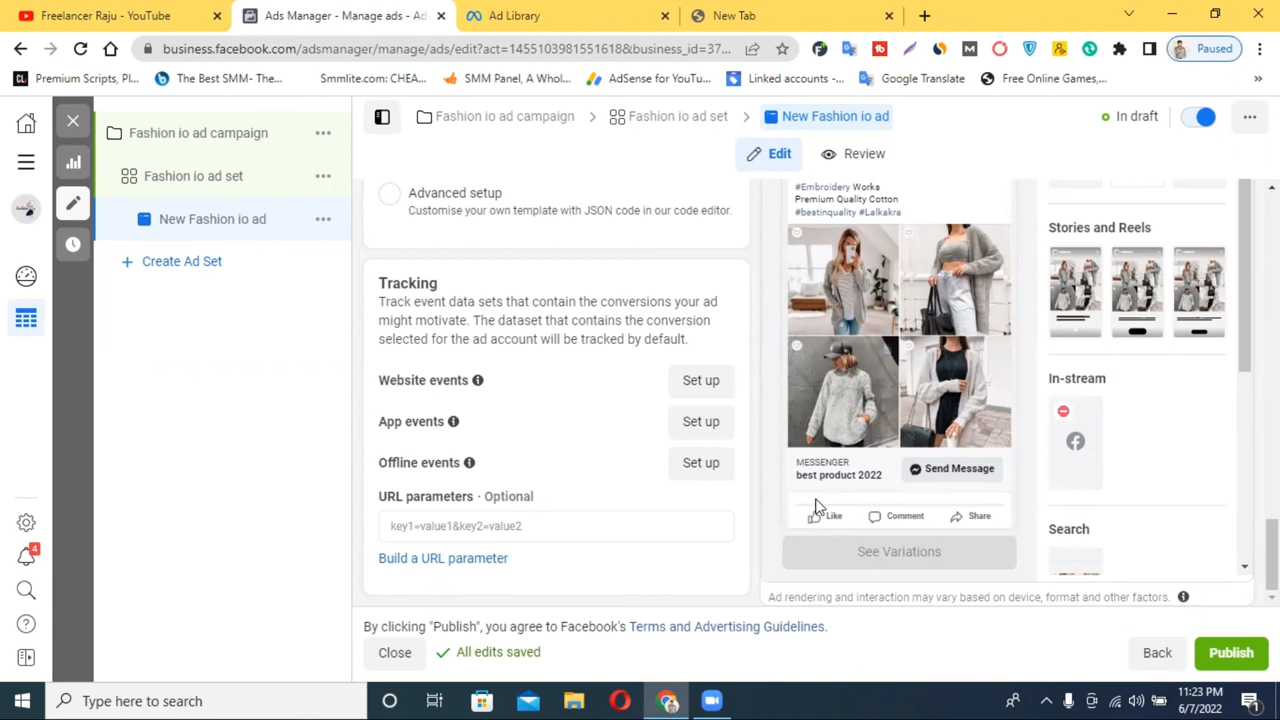 Freelancer Raju - YouTube
Ads Manager - Manage ads - Ad
Ad Library
New Tab
business.facebook.com/adsmanager/manage/ads/edit?act=1455103981551618&business_id=37...
Paused
Premium Scripts, Pl...
The Best SMM- The...
Smmlite.com: CHEA...
SMM Panel, A Whol...
AdSense for YouTu...
Linked accounts -...
Google Translate
Free Online Games,...
»
Fashion io ad campaign
Fashion io ad set
New Fashion io ad
Create Ad Set
Fashion io ad campaign
Fashion io ad set
New Fashion io ad
In draft
Edit
Review
Advanced setup
Customise your own template with JSON code in our code editor.
Tracking
Track event data sets that contain the conversions your ad
might motivate. The dataset that contains the conversion
selected for the ad account will be tracked by default.
Website events
Set up
App events
Set up
Offline events
Set up
URL parameters · Optional
key1=value1&key2=value2
Build a URL parameter
#Embroidery Works
Premium Quality Cotton
#bestinquality #Lalkakra
MESSENGER
best product 2022
Send Message
Like
Comment
Share
See Variations
Stories and Reels
In-stream
Search
Ad rendering and interaction may vary based on device, format and other factors.
By clicking "Publish", you agree to Facebook's Terms and Advertising Guidelines.
Close
All edits saved
Back
Publish
4
Type here to search
11:23 PM
6/7/2022
1